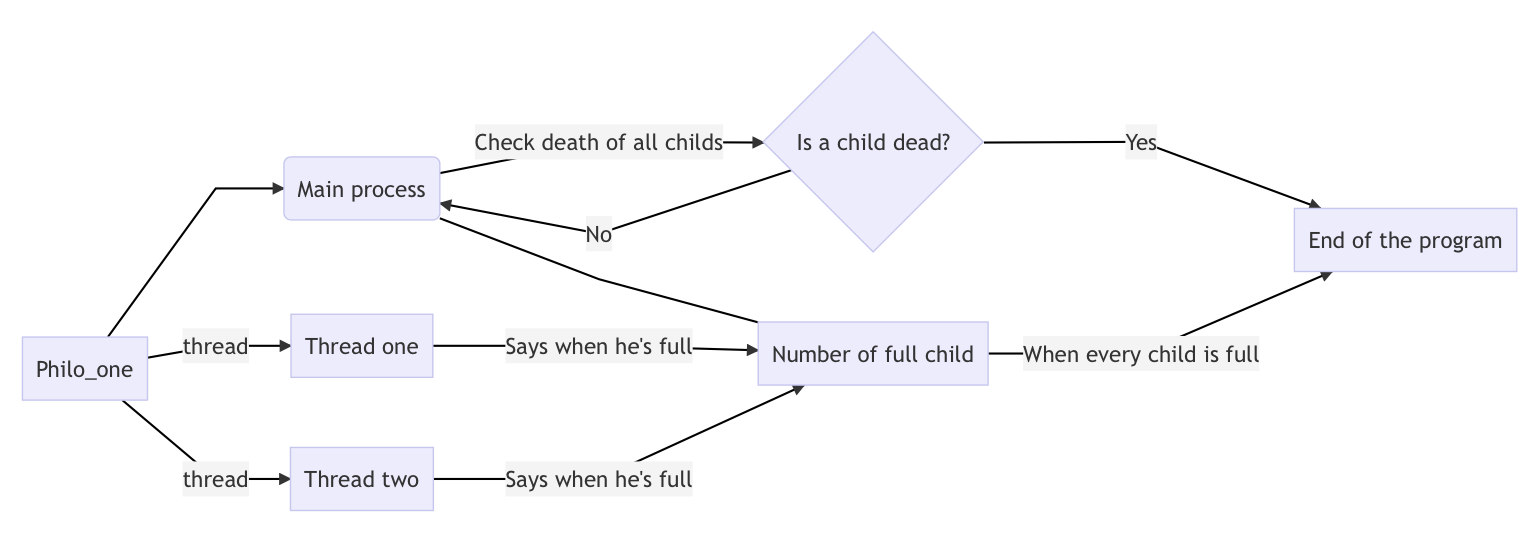 Check death of all childs
Is a child dead?
Yes
Main process
No
End of the program
thread
Thread one
Says when he's full
Number of full child
When every child is full
Philo_one
thread
Thread two
Says when he's full